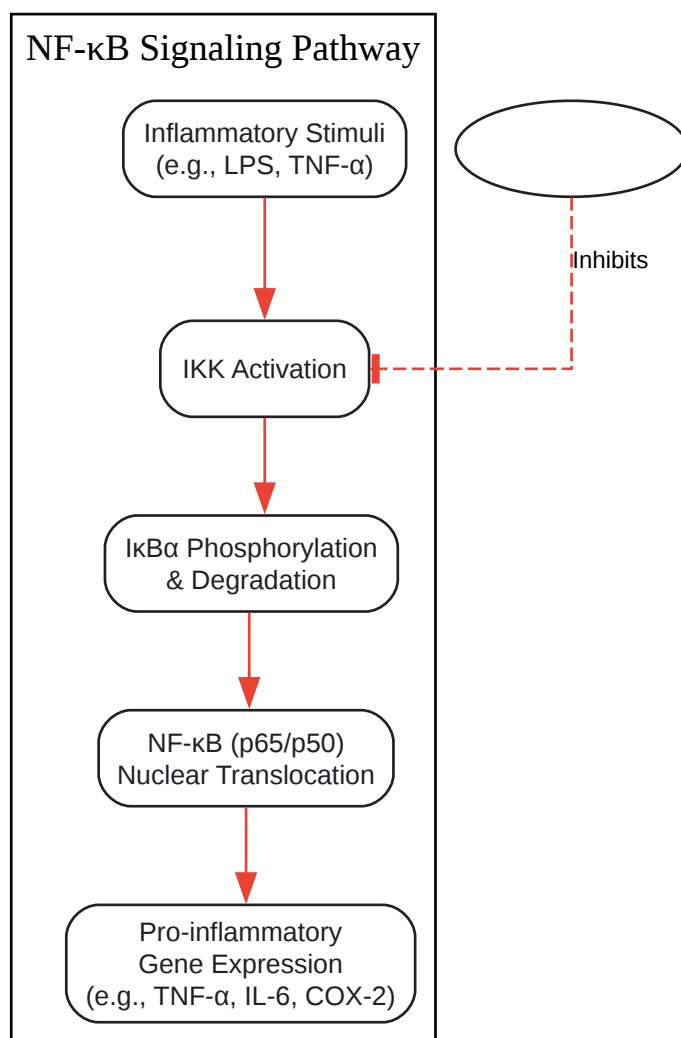 NF-κB Signaling Pathway
Inflammatory Stimuli
(e.g., LPS, TNF-α)
Inhibits
IKK Activation
IκBα Phosphorylation
& Degradation
NF-κB (p65/p50)
Nuclear Translocation
Pro-inflammatory
Gene Expression
(e.g., TNF-α, IL-6, COX-2)